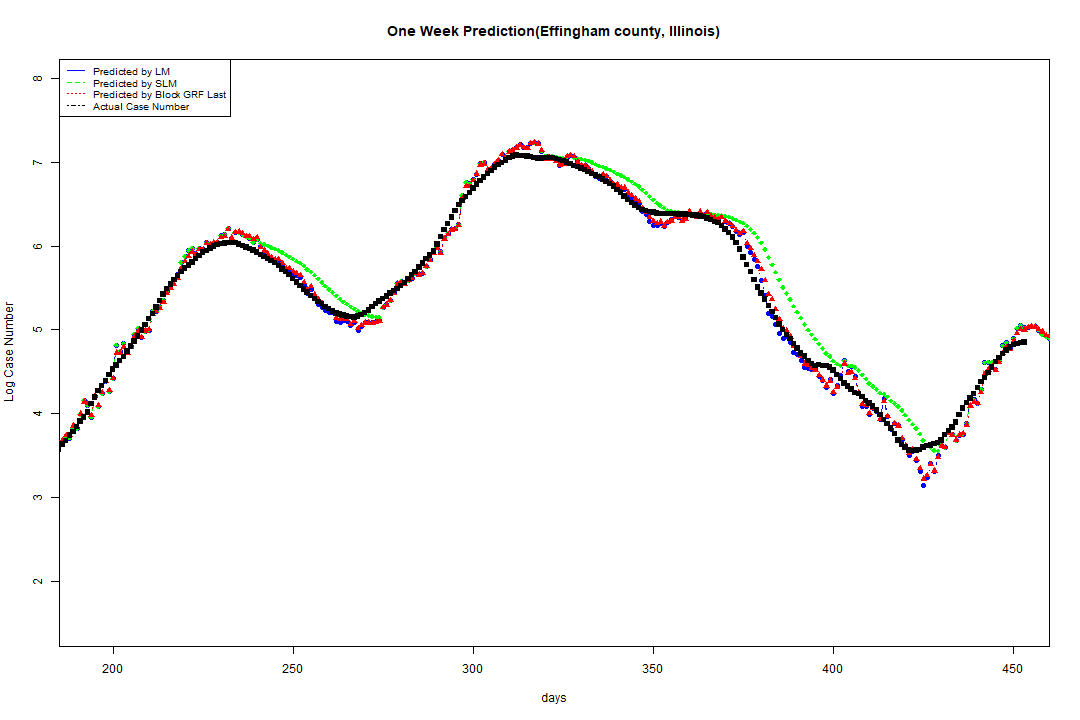 One Week Prediction(Effingham county, Illinois)
Predicted by LM
Predicted by SLM
Predicted by Block GRF Last
Actual Case Number
8
7
6
5
4
3
2
Log Case Number
200 250 300 350 400 450
days